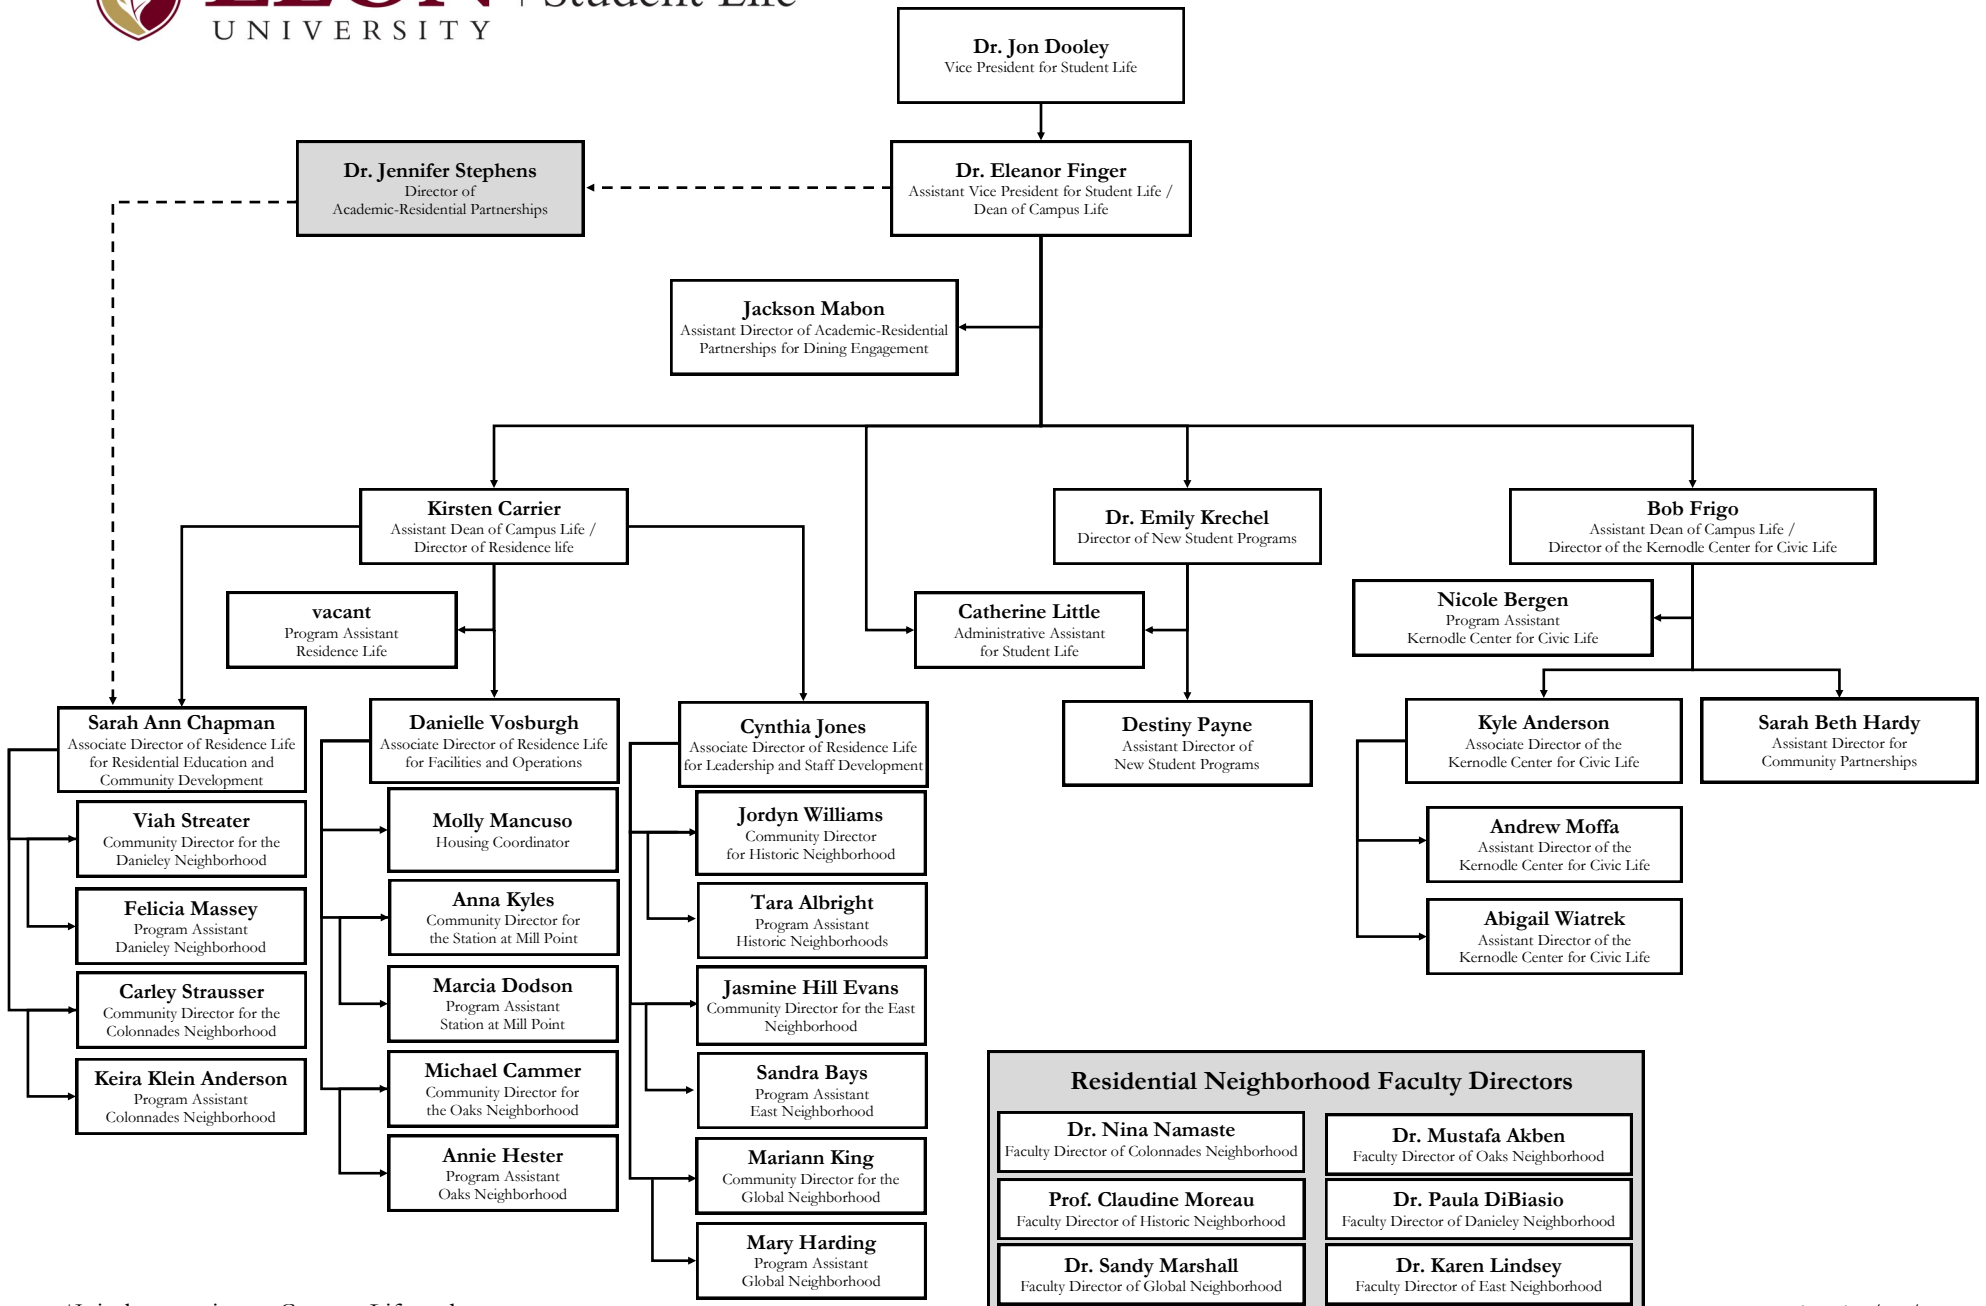 ELON | Student Life
UNIVERSITY
Dr. Jon Dooley
Vice President for Student Life
Dr. Jennifer Stephens
Director of
Academic-Residential Partnerships
Dr. Eleanor Finger
Assistant Vice President for Student Life /
Dean of Campus Life
Jackson Mabon
Assistant Director of Academic-Residential
Partnerships for Dining Engagement
Kirsten Carrier
Assistant Dean of Campus Life /
Director of Residence life
Dr. Emily Krechel
Director of New Student Programs
Bob Frigo
Assistant Dean of Campus Life /
Director of the Kernodle Center for Civic Life
vacant
Program Assistant
Residence Life
Catherine Little
Administrative Assistant
for Student Life
Nicole Bergen
Program Assistant
Kernodle Center for Civic Life
Sarah Ann Chapman
Associate Director of Residence Life
for Residential Education and
Community Development
Viah Streater
Community Director for the
Danieley Neighborhood
Felicia Massey
Program Assistant
Danieley Neighborhood
Carley Strausser
Community Director for the
Colonnades Neighborhood
Keira Klein Anderson
Program Assistant
Colonnades Neighborhood
Danielle Vosburgh
Associate Director of Residence Life
for Facilities and Operations
Molly Mancuso
Housing Coordinator
Anna Kyles
Community Director for
the Station at Mill Point
Marcia Dodson
Program Assistant
Station at Mill Point
Michael Cammer
Community Director for
the Oaks Neighborhood
Annie Hester
Program Assistant
Oaks Neighborhood
Cynthia Jones
Associate Director of Residence Life
for Leadership and Staff Development
Jordyn Williams
Community Director
for Historic Neighborhood
Tara Albright
Program Assistant
Historic Neighborhoods
Jasmine Hill Evans
Community Director for the East
Neighborhood
Sandra Bays
Program Assistant
East Neighborhood
Mariann King
Community Director for the
Global Neighborhood
Mary Harding
Program Assistant
Global Neighborhood
Destiny Payne
Assistant Director of
New Student Programs
Kyle Anderson
Associate Director of the
Kernodle Center for Civic Life
Sarah Beth Hardy
Assistant Director for
Community Partnerships
Andrew Moffa
Assistant Director of the
Kernodle Center for Civic Life
Abigail Wiatrek
Assistant Director of the
Kernodle Center for Civic Life
Residential Neighborhood Faculty Directors
Dr. Nina Namaste
Faculty Director of Colonnades Neighborhood
Dr. Mustafa Akben
Faculty Director of Oaks Neighborhood
Prof. Claudine Moreau
Faculty Director of Historic Neighborhood
Dr. Paula DiBiasio
Faculty Director of Danieley Neighborhood
Dr. Sandy Marshall
Faculty Director of Global Neighborhood
Dr. Karen Lindsey
Faculty Director of East Neighborhood